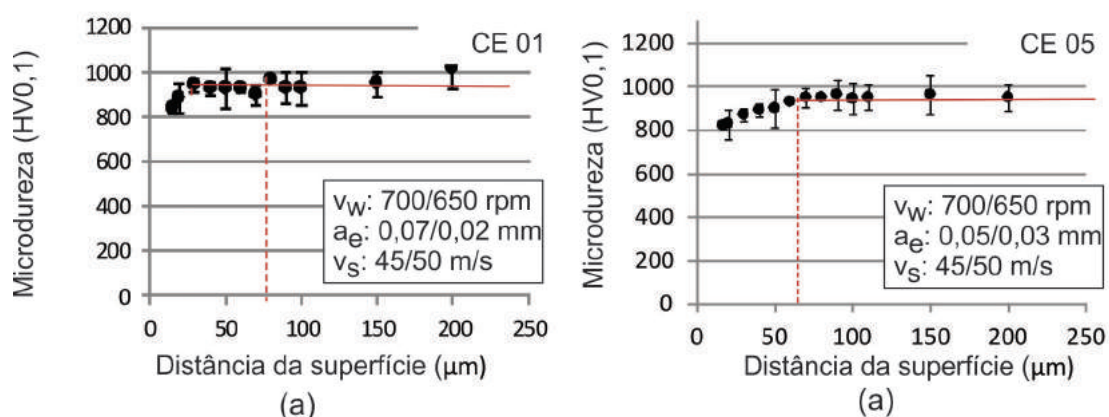 (a)
Microdureza (HV0,1)
1200
1000
800
600
400
200
0
CE 01
vw: 700/650 rpm
ae: 0,07/0,02 mm
vs: 45/50 m/s
0 50 100 150 200 250
Distância da superfície (μm)
(a)
Microdureza (HV0,1)
1200
1000
800
600
400
200
0
CE 05
vw: 700/650 rpm
ae: 0,05/0,03 mm
vs: 45/50 m/s
0 50 100 150 200 250
Distância da superfície (μm)
(a)